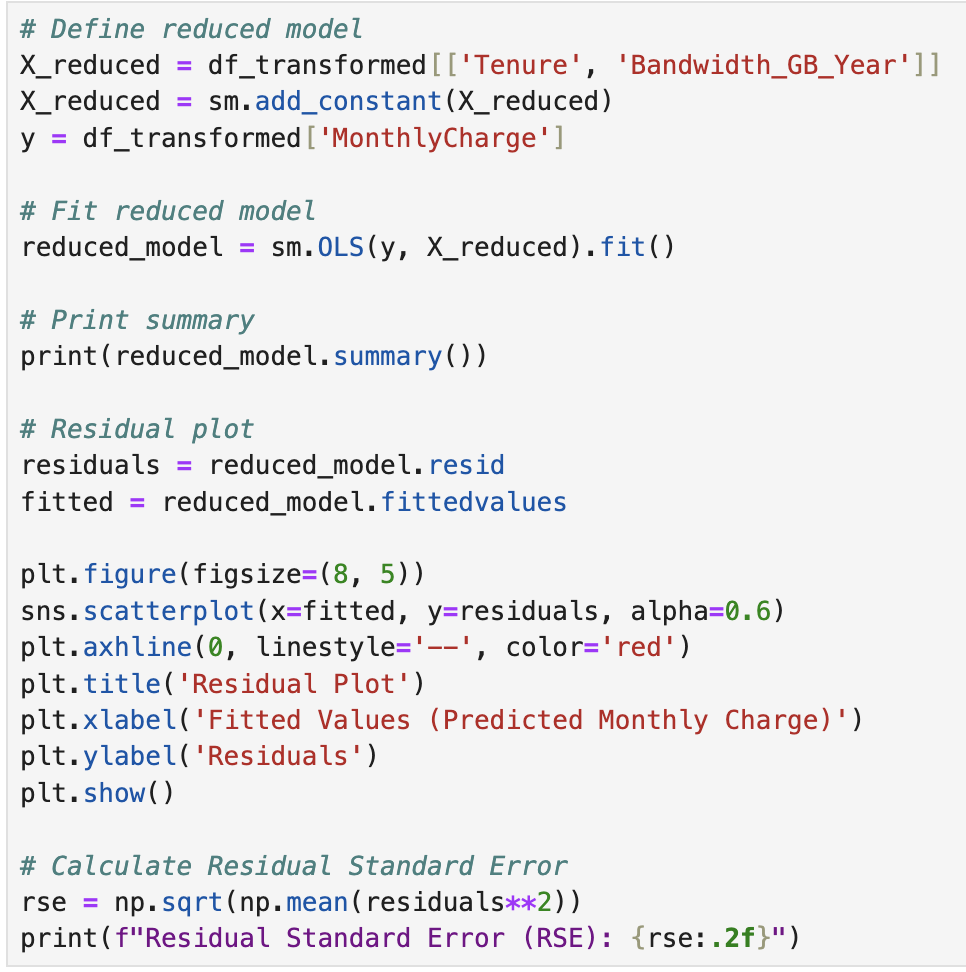 # Define reduced model
X_reduced = df_transformed[['Tenure', 'Bandwidth_GB_Year']]
X_reduced = sm.add_constant(X_reduced)
y = df_transformed['MonthlyCharge']
# Fit reduced model
reduced_model = sm.OLS(y, X_reduced).fit()
# Print summary
print(reduced_model.summary())
# Residual plot
residuals = reduced_model.resid
fitted = reduced_model.fittedvalues
plt.figure(figsize=(8, 5))
sns.scatterplot(x=fitted, y=residuals, alpha=0.6)
plt.axhline(0, linestyle='--', color='red')
plt.title('Residual Plot')
plt.xlabel('Fitted Values (Predicted Monthly Charge)')
plt.ylabel('Residuals')
plt.show()
# Calculate Residual Standard Error
rse = np.sqrt(np.mean(residuals**2))
print(f"Residual Standard Error (RSE): {rse:.2f}")